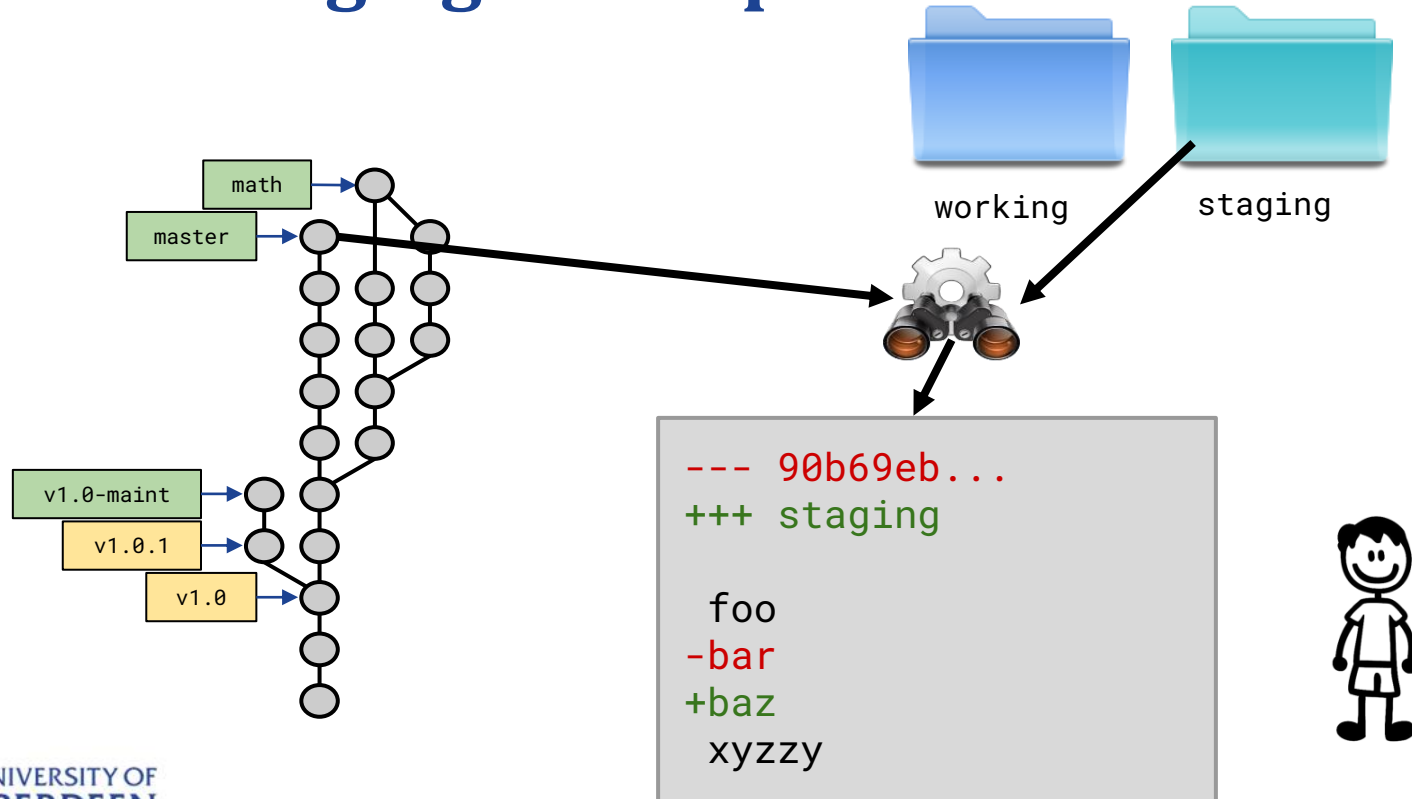 math
master
v1.0-maint
v1.0.1
v1.0
working
staging
--- 90b69eb...
+++ staging
 foo
-bar
+baz
 xyzzy